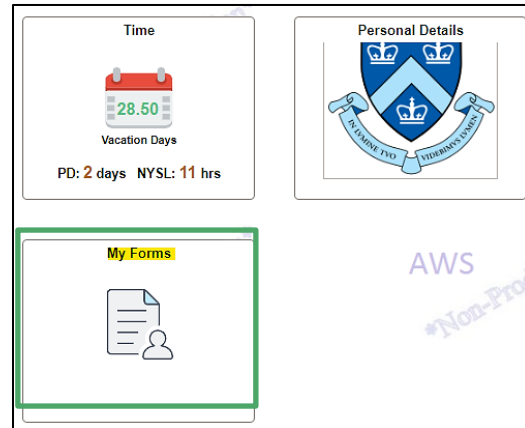 Time
28.50
Vacation Days
PD: 2 days NYSL: 11 hrs
Personal Details
IN LVMINE TVO VIDEBIMVS LVMEN
My Forms
AWS
*Non-Prod